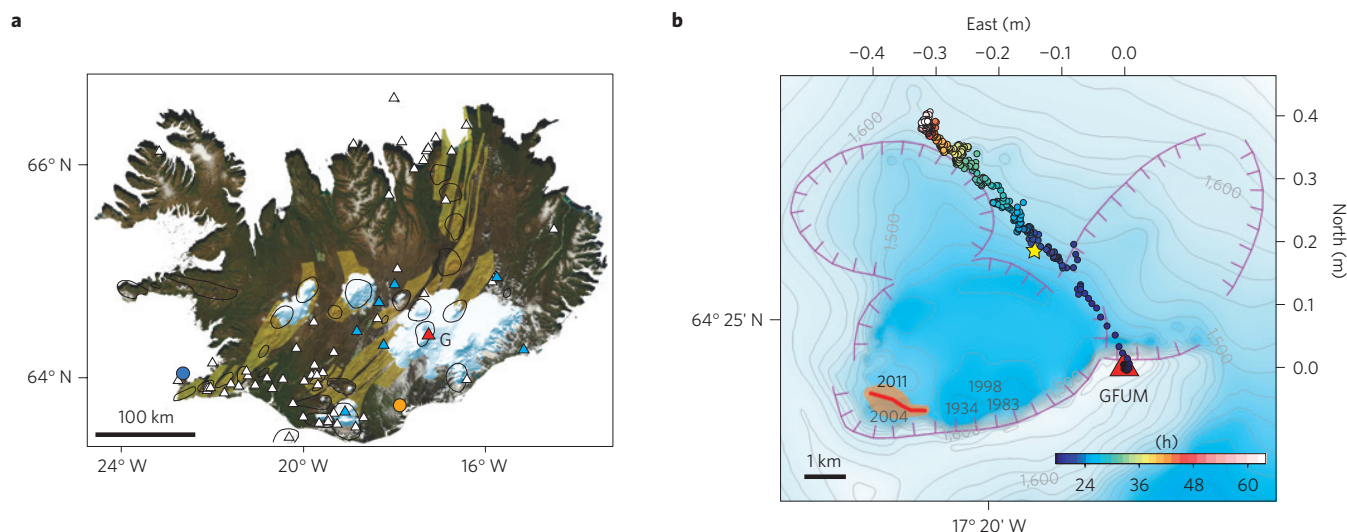 a
66° N
64° N
G
100 km
24° W
20° W
16° W
b
East (m)
−0.4
−0.3
−0.2
−0.1
0.0
1,600
1,600
1,500
0.4
0.3
0.2
0.1
0.0
North (m)
64° 25' N
1,500
GFUM
2011
2004
1998
1934
1983
1,600
1,600
(h)
24
36
48
60
1 km
17° 20' W